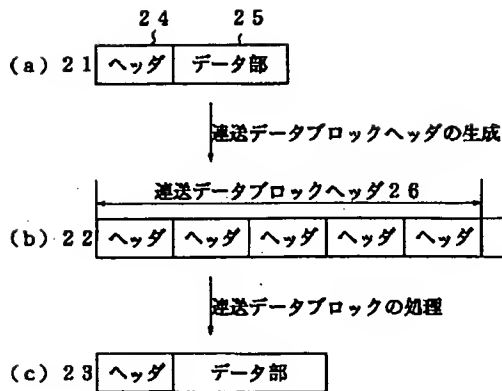 ２４　２５
（ａ）２１ ヘッダ データ部
連送データブロックヘッダの生成
連送データブロックヘッダ２６
（ｂ）２２ ヘッダ ヘッダ ヘッダ ヘッダ ヘッダ
連送データブロックの処理
（ｃ）２３ ヘッダ データ部